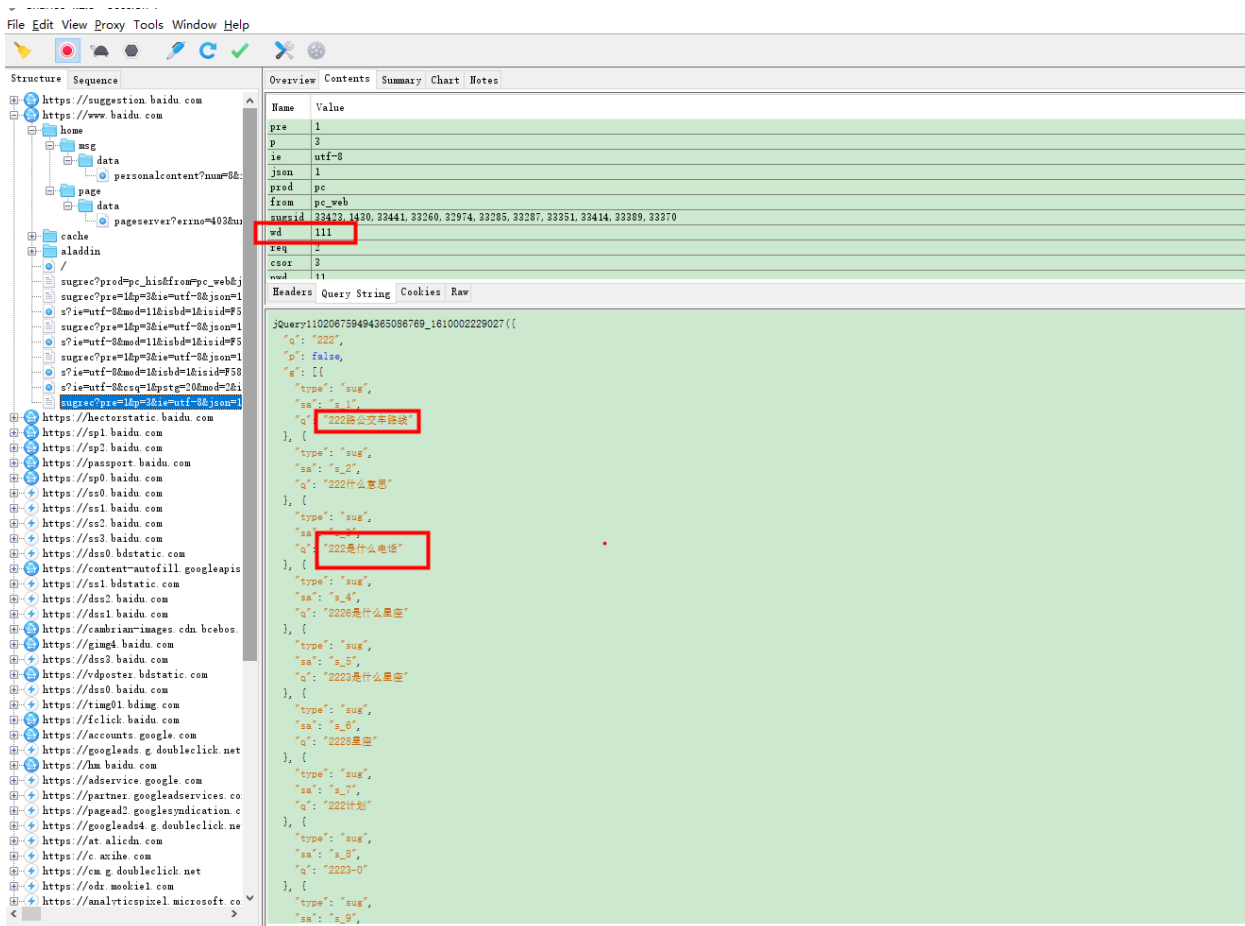 File Edit View Proxy Tools Window Help
Structure Sequence
https://suggestion.baidu.com
https://www.baidu.com
home
msg
data
personalcontent?num=8&
page
data
pageserver?errno=403&ur
cache
aladdin
/
sugrec?prod=pc_his&from=pc_web&j
sugrec?pre=1&p=3&ie=utf-8&json=1
s?ie=utf-8&mod=11&isbd=1&isid=F5
sugrec?pre=1&p=3&ie=utf-8&json=1
s?ie=utf-8&mod=11&isbd=1&isid=F5
sugrec?pre=1&p=3&ie=utf-8&json=1
s?ie=utf-8&mod=1&isbd=1&isid=F58
s?ie=utf-8&csq=1&pstg=20&mod=2&i
sugrec?pre=1&p=3&ie=utf-8&json=1
https://hectorstatic.baidu.com
https://sp1.baidu.com
https://sp2.baidu.com
https://passport.baidu.com
https://sp0.baidu.com
https://ss0.baidu.com
https://ss1.baidu.com
https://ss2.baidu.com
https://ss3.baidu.com
https://dss0.bdstatic.com
https://content-autofill.googleapis
https://ss1.bdstatic.com
https://dss2.baidu.com
https://dss1.baidu.com
https://cambrian-images.cdn.bcebos.
https://gimg4.baidu.com
https://dss3.baidu.com
https://vdposter.bdstatic.com
https://dss0.baidu.com
https://timg01.bdimg.com
https://fclick.baidu.com
https://accounts.google.com
https://googleads.g.doubleclick.net
https://hm.baidu.com
https://adservice.google.com
https://partner.googleadservices.co
https://pagead2.googlesyndication.c
https://googleads4.g.doubleclick.ne
https://at.alicdn.com
https://c.axihe.com
https://cm.g.doubleclick.net
https://odr.mookie1.com
https://analyticspixel.microsoft.co
Overview Contents Summary Chart Notes
Name Value
pre 1
p 3
ie utf-8
json 1
prod pc
from pc_web
sugsid 33423,1430,33441,33260,32974,33285,33287,33351,33414,33389,33370
wd 111
req 2
csor 3
pwd 11
Headers Query String Cookies Raw
jQuery110206759494365086769_1610002229027({
"q": "222",
"p": false,
"g": [{
"type": "sug",
"sa": "s_1",
"q": "222路公交车路线"
}, {
"type": "sug",
"sa": "s_2",
"q": "222什么意思"
}, {
"type": "sug",
"sa": "s_3",
"q": "222是什么电话"
}, {
"type": "sug",
"sa": "s_4",
"q": "2226是什么星座"
}, {
"type": "sug",
"sa": "s_5",
"q": "2223是什么星座"
}, {
"type": "sug",
"sa": "s_6",
"q": "2228星座"
}, {
"type": "sug",
"sa": "s_7",
"q": "222计划"
}, {
"type": "sug",
"sa": "s_8",
"q": "2223-0"
}, {
"type": "sug",
"sa": "s_9",